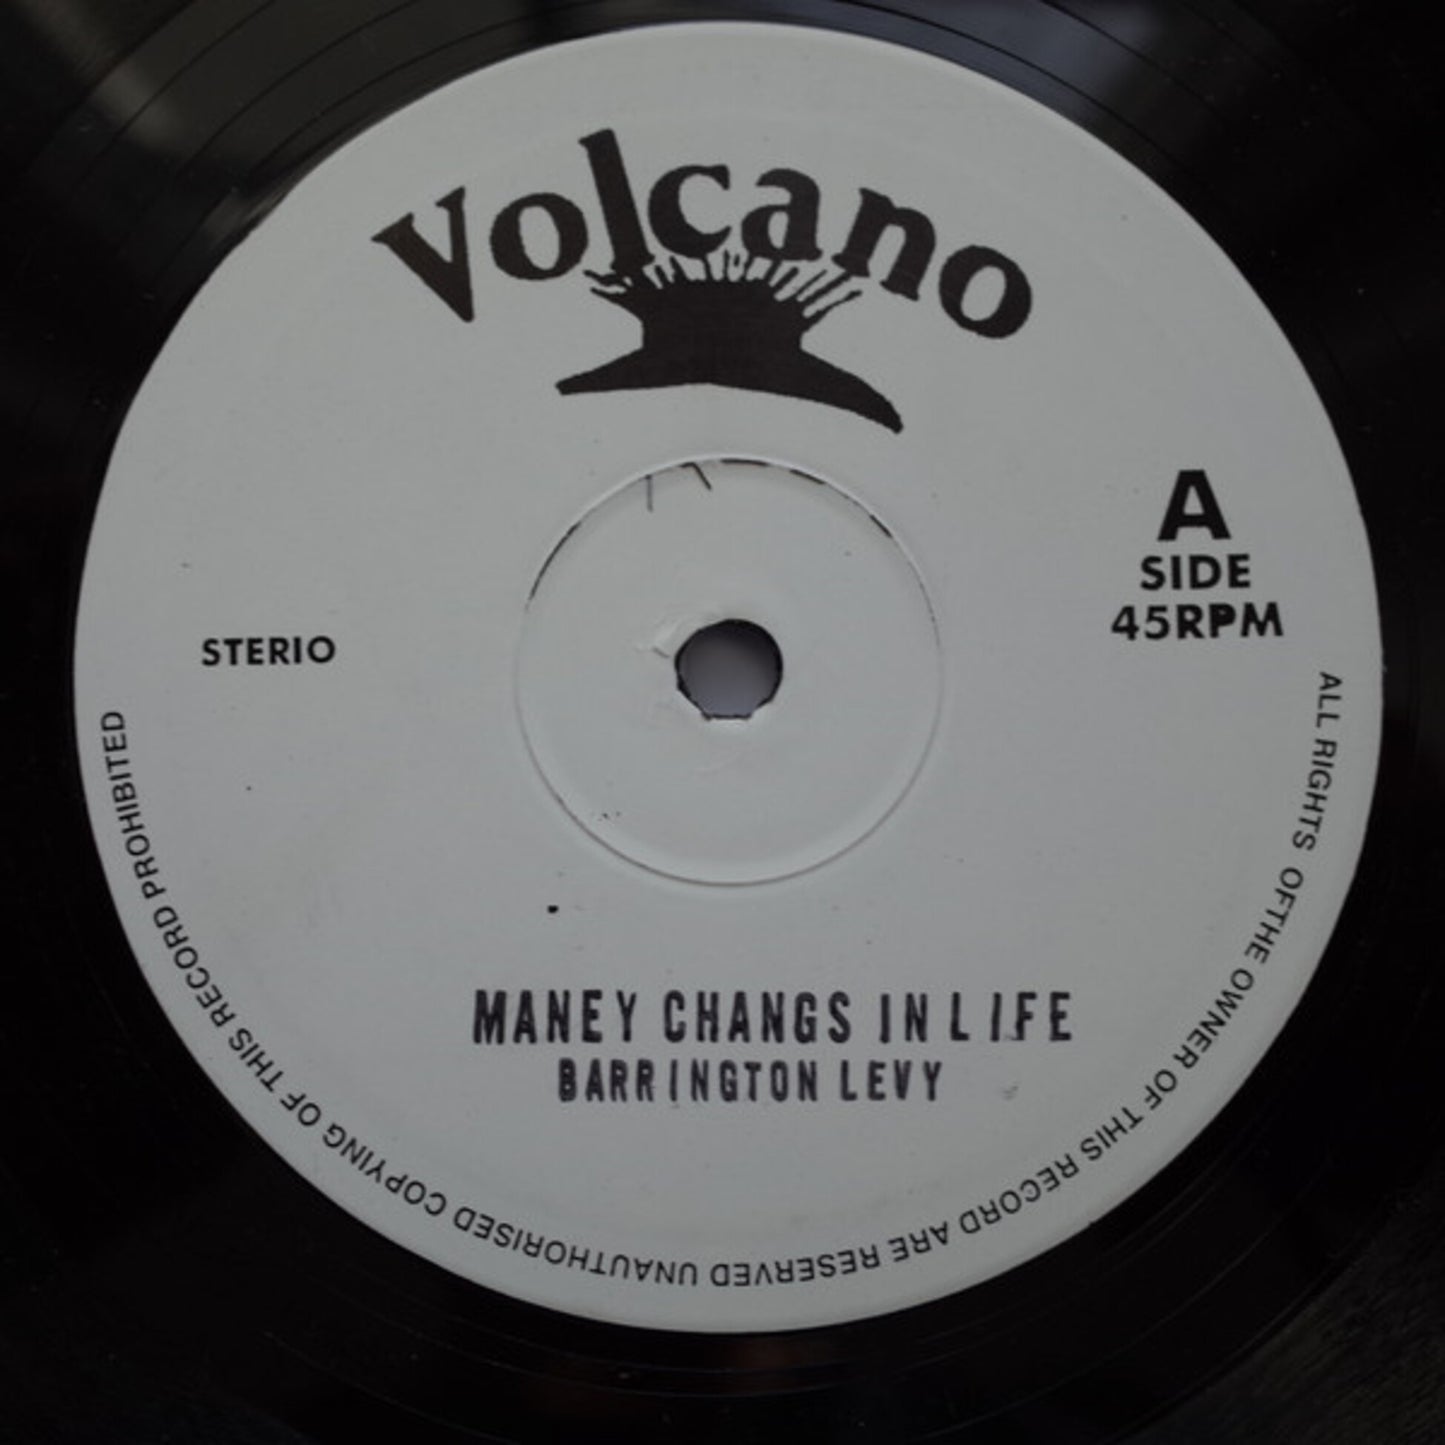 Volcano
A
SIDE
45RPM
STERIO
MANEY CHANGS IN LIFE
BARRINGTON LEVY
ALL RIGHTS OFTHE OWNER OF THIS RECORD ARE RESERVED UNAUTHORISED COPYING OF THIS RECORD PROHIBITED